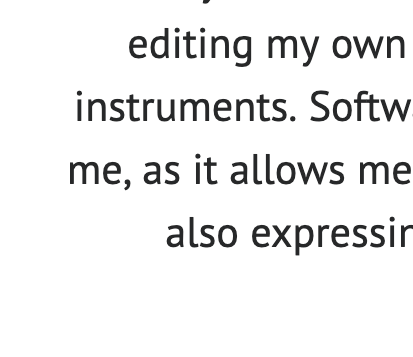 editing my own
instruments. Softw
me, as it allows me
also expressin